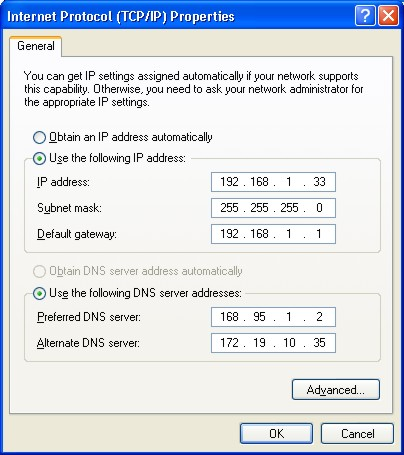 Internet Protocol (TCP/IP) Properties
General
You can get IP settings assigned automatically if your network supports
this capability. Otherwise, you need to ask your network administrator for
the appropriate IP settings.
Obtain an IP address automatically
Use the following IP address:
IP address: 192 . 168 . 1 . 33
Subnet mask: 255 . 255 . 255 . 0
Default gateway: 192 . 168 . 1 . 1
Obtain DNS server address automatically
Use the following DNS server addresses:
Preferred DNS server: 168 . 95 . 1 . 2
Alternate DNS server: 172 . 19 . 10 . 35
Advanced...
OK Cancel